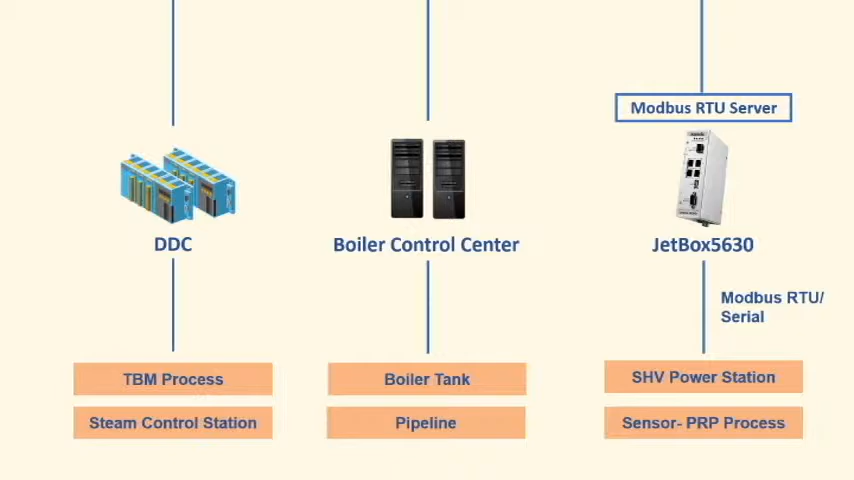 Modbus RTU Server
DDC
Boiler Control Center
JetBox5630
Modbus RTU/
Serial
TBM Process
Boiler Tank
SHV Power Station
Steam Control Station
Pipeline
Sensor- PRP Process